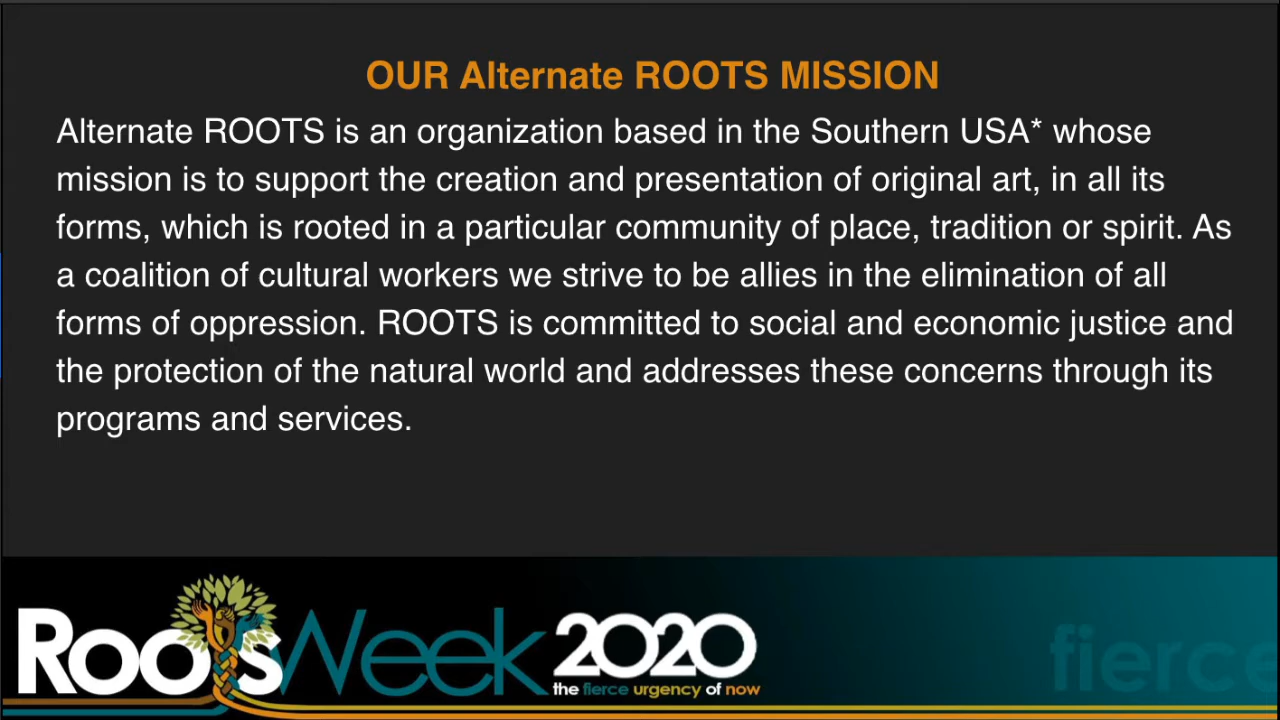 OUR Alternate ROOTS MISSION
Alternate ROOTS is an organization based in the Southern USA* whose
mission is to support the creation and presentation of original art, in all its
forms, which is rooted in a particular community of place, tradition or spirit. As
a coalition of cultural workers we strive to be allies in the elimination of all
forms of oppression. ROOTS is committed to social and economic justice and
the protection of the natural world and addresses these concerns through its
programs and services.
RootsWeek 2020
the fierce urgency of now
fierce